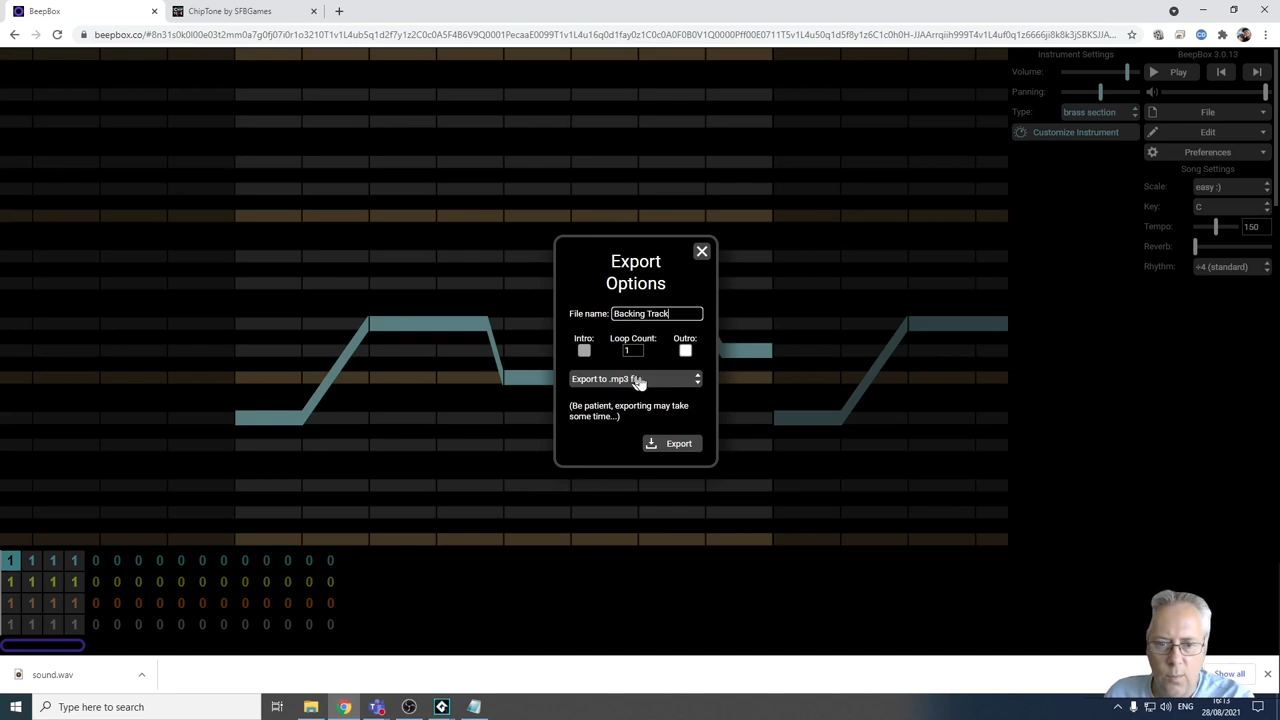 BeepBox
ChipTone by SFBGames
Instrument Settings
BeepBox 3.0.13
Volume:
Play
Panning:
Type:
brass section
File
Customize Instrument
Edit
Preferences
Song Settings
Scale:
easy :)
Key:
C
Tempo:
150
Reverb:
Rhythm:
÷4 (standard)
Export
Options
File name:
Backing Track
Intro:
Loop Count:
Outro:
1
Export to .mp3
(Be patient, exporting may take
some time...)
Export
1 1 1 1 0 0 0 0 0 0 0 0 0 0 0 0
1 1 1 1 0 0 0 0 0 0 0 0 0 0 0 0
1 1 1 1 0 0 0 0 0 0 0 0 0 0 0 0
1 1 1 1 0 0 0 0 0 0 0 0 0 0 0 0
sound.wav
Show all
Type here to search
ENG
16:13
28/08/2021